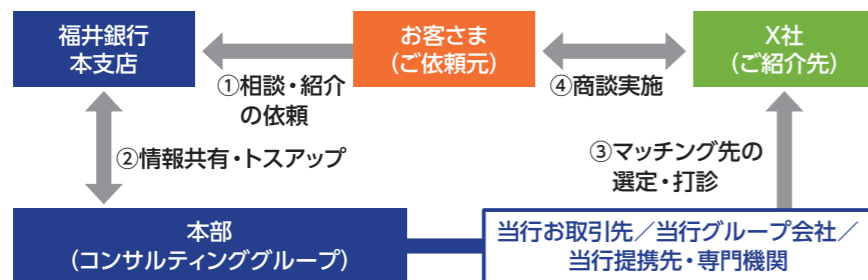 福井銀行
本支店
お客さま
(ご依頼元)
X社
(ご紹介先)
①相談・紹介
の依頼
④商談実施
②情報共有・トスアップ
③マッチング先の
選定・打診
本部
(コンサルティンググループ)
当行お取引先／当行グループ会社／
当行提携先・専門機関